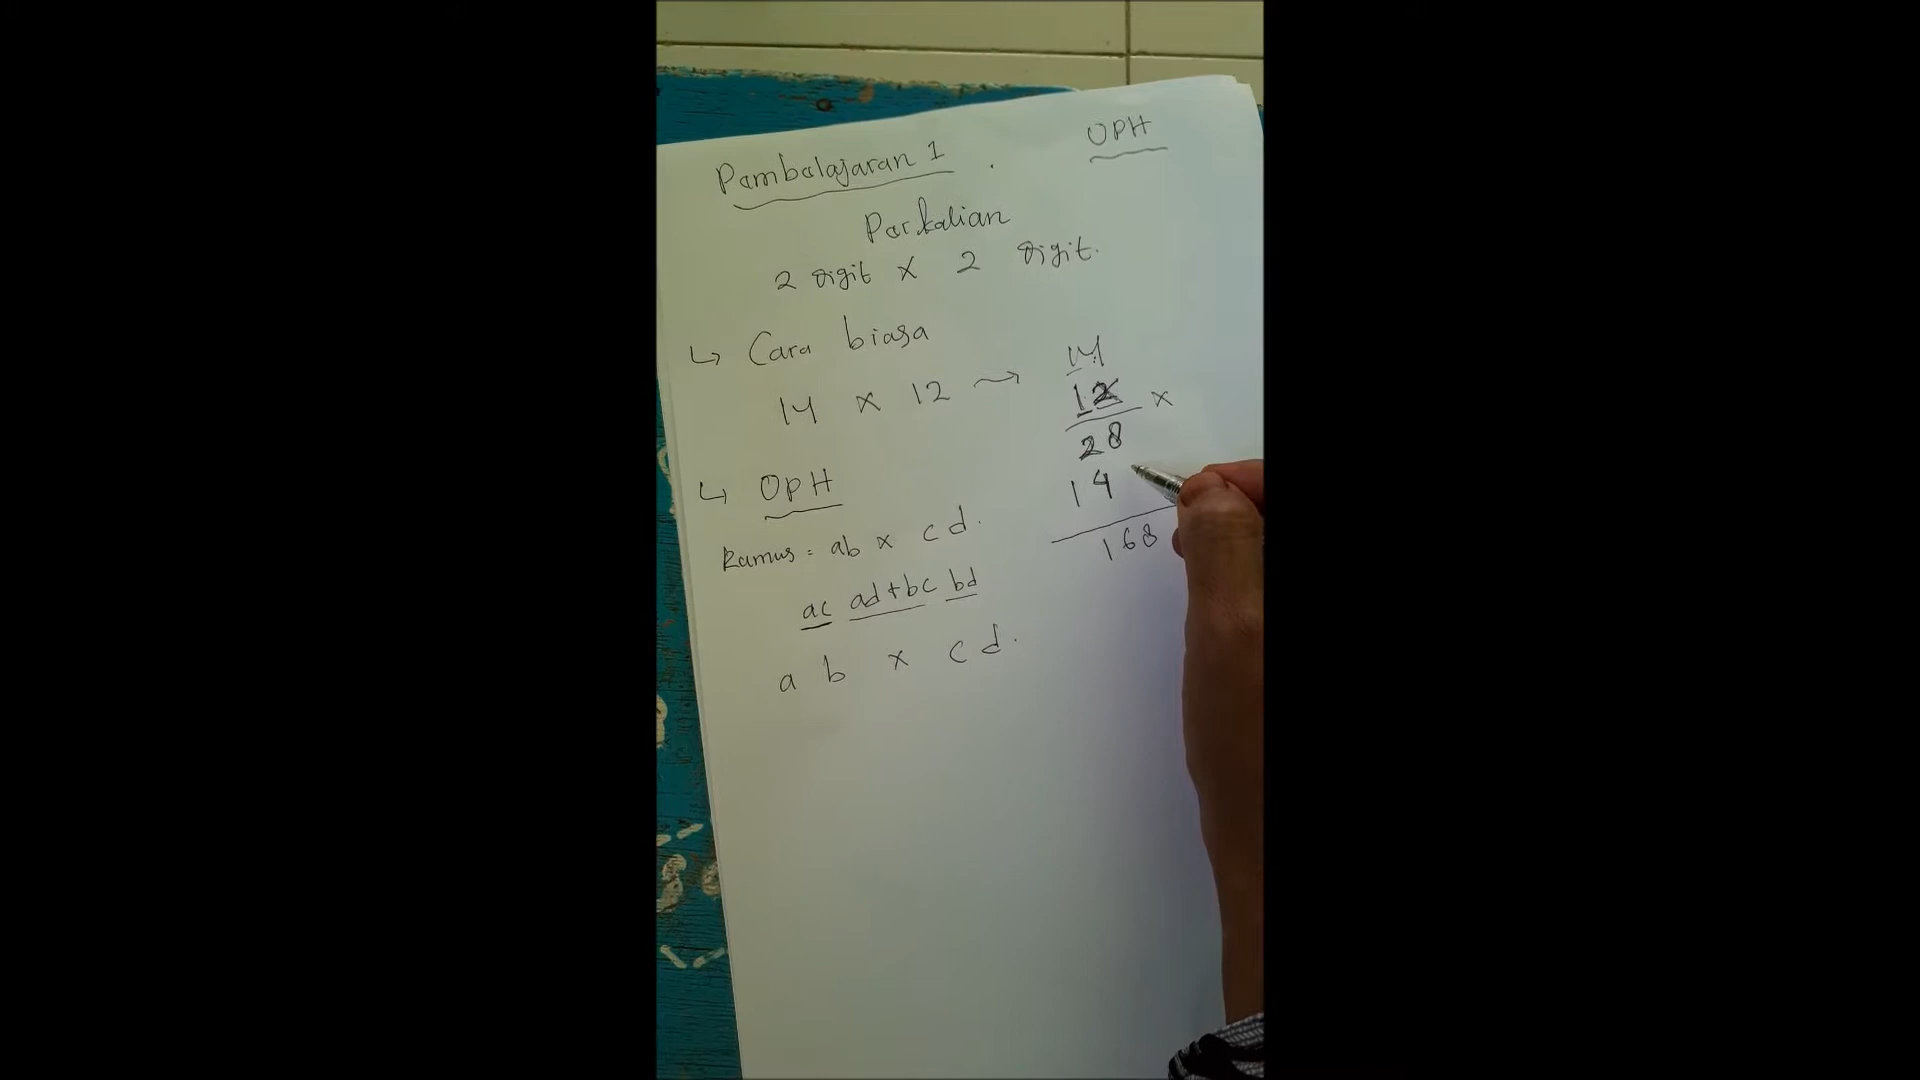 OPH
Pembelajaran 1
Perkalian
2 digit x 2 digit.
↳ Cara biasa
14 x 12 →
14
12 x
28
14
168
↳ OPH
Rumus = ab x cd.
ac ad+bc bd
a b x c d.